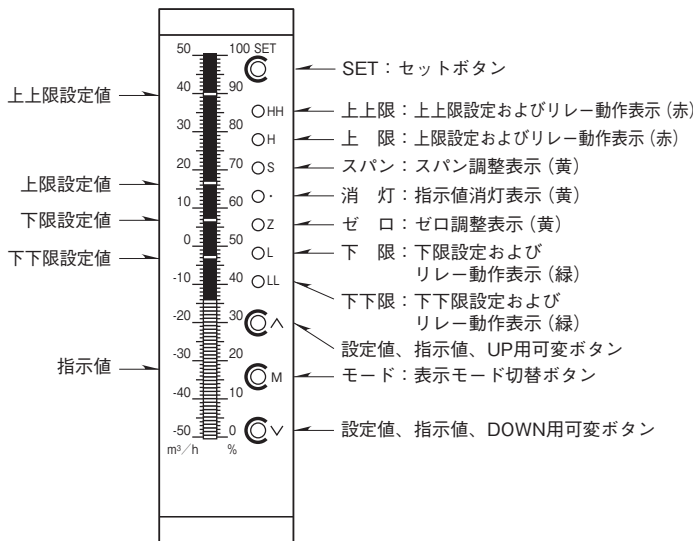 50 100 SET
40 90
30 80
20 70
10 60
0 50
-10 40
-20 30
-30 20
-40 10
-50 0
m³/h %
HH
H
S
・
Z
L
LL
∧
M
∨
上上限設定値
上限設定値
下限設定値
下下限設定値
指示値
SET：セットボタン
上上限：上上限設定およびリレー動作表示（赤）
上　限：上限設定およびリレー動作表示（赤）
スパン：スパン調整表示（黄）
消　灯：指示値消灯表示（黄）
ゼ　ロ：ゼロ調整表示（黄）
下　限：下限設定および
リレー動作表示（緑）
下下限：下下限設定および
リレー動作表示（緑）
設定値、指示値、UP用可変ボタン
モード：表示モード切替ボタン
設定値、指示値、DOWN用可変ボタン